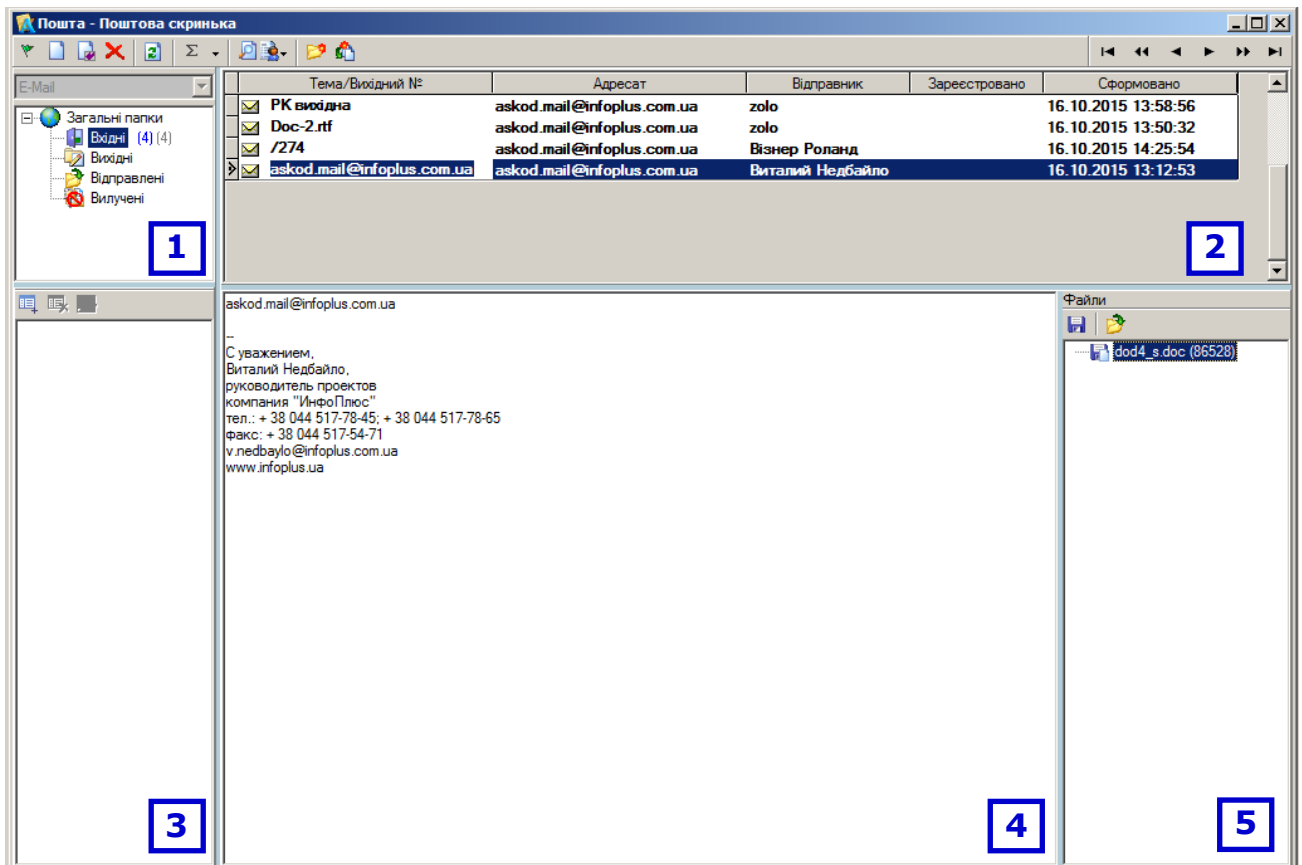 Пошта - Поштова скринька
E-Mail
Загальні папки
Вхідні (4) (4)
Вихідні
Відправлені
Вилучені
1
Тема/Вихідний № Адресат Відправник Зареєстровано Сформовано
РК вихідна askod.mail@infoplus.com.ua zolo 16.10.2015 13:58:56
Doc-2.rtf askod.mail@infoplus.com.ua zolo 16.10.2015 13:50:32
/274 askod.mail@infoplus.com.ua Візнер Роланд 16.10.2015 14:25:54
askod.mail@infoplus.com.ua askod.mail@infoplus.com.ua Виталий Недбайло 16.10.2015 13:12:53
2
3
askod.mail@infoplus.com.ua
--
С уважением,
Виталий Недбайло,
руководитель проектов
компания "ИнфоПлюс"
тел.: + 38 044 517-78-45; + 38 044 517-78-65
факс: + 38 044 517-54-71
v.nedbaylo@infoplus.com.ua
www.infoplus.ua
4
Файли
dod4_s.doc (86528)
5